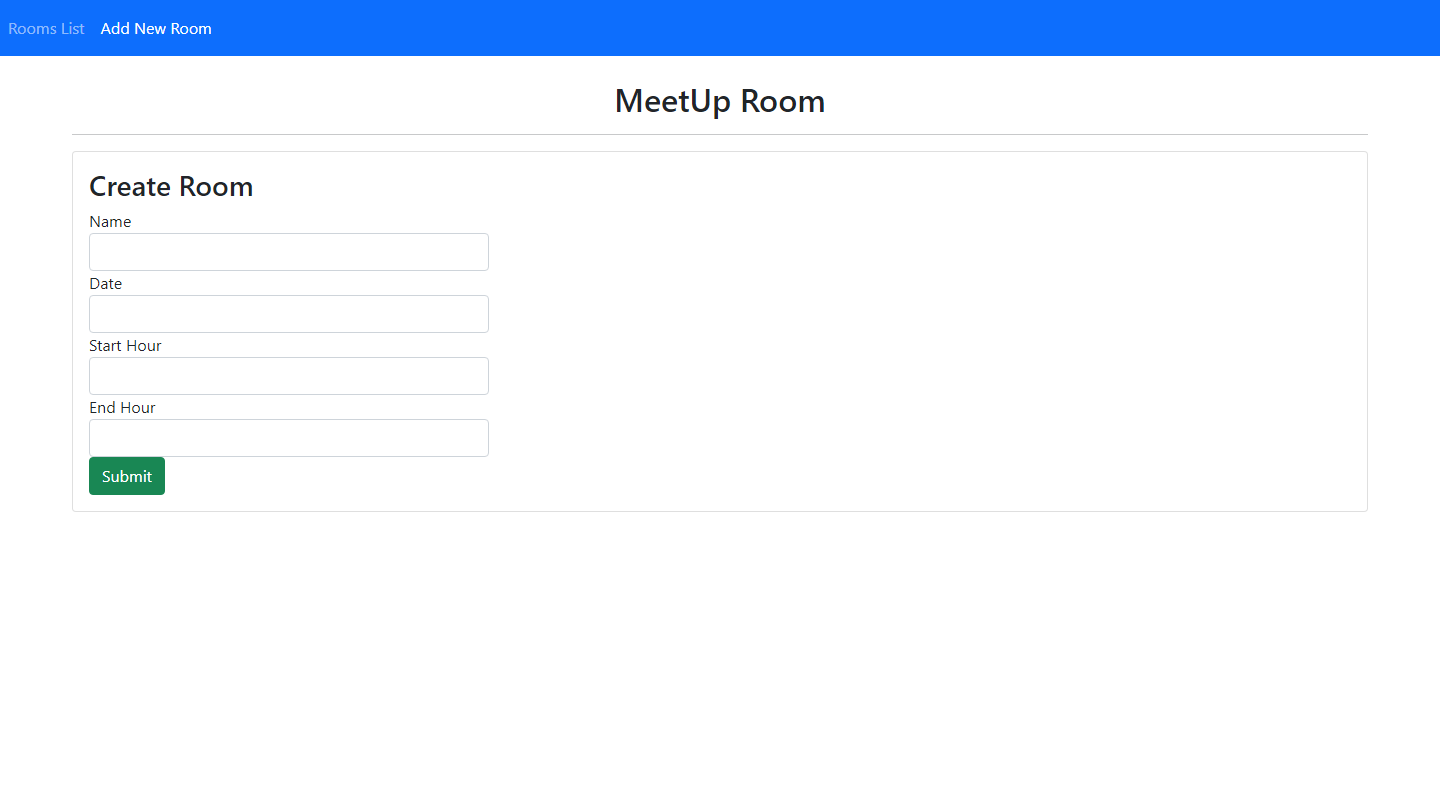 Rooms List Add New Room
MeetUp Room
Create Room
Name
Date
Start Hour
End Hour
Submit